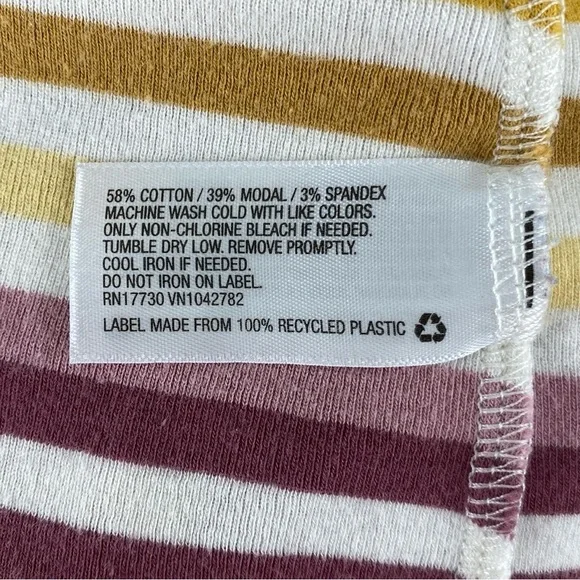 58% COTTON / 39% MODAL / 3% SPANDEX
MACHINE WASH COLD WITH LIKE COLORS.
ONLY NON-CHLORINE BLEACH IF NEEDED.
TUMBLE DRY LOW. REMOVE PROMPTLY.
COOL IRON IF NEEDED.
DO NOT IRON ON LABEL.
RN17730 VN1042782
LABEL MADE FROM 100% RECYCLED PLASTIC